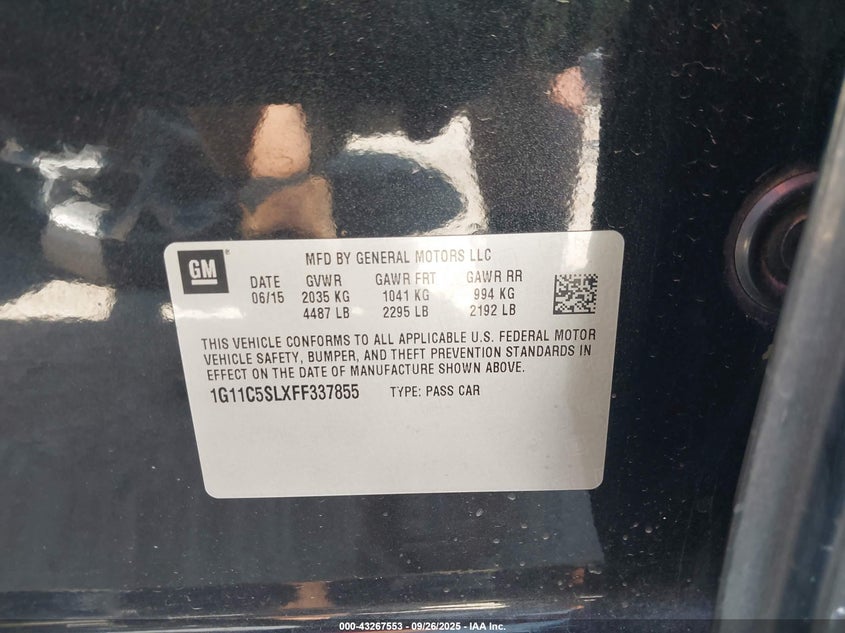 GM
MFD BY GENERAL MOTORS LLC
DATE GVWR GAWR FRT GAWR RR
06/15 2035 KG 1041 KG 994 KG
4487 LB 2295 LB 2192 LB
THIS VEHICLE CONFORMS TO ALL APPLICABLE U.S. FEDERAL MOTOR
VEHICLE SAFETY, BUMPER, AND THEFT PREVENTION STANDARDS IN
EFFECT ON THE DATE OF MANUFACTURE SHOWN ABOVE.
1G11C5SLXFF337855 TYPE: PASS CAR
000-43267553 - 09/26/2025 - IAA Inc.